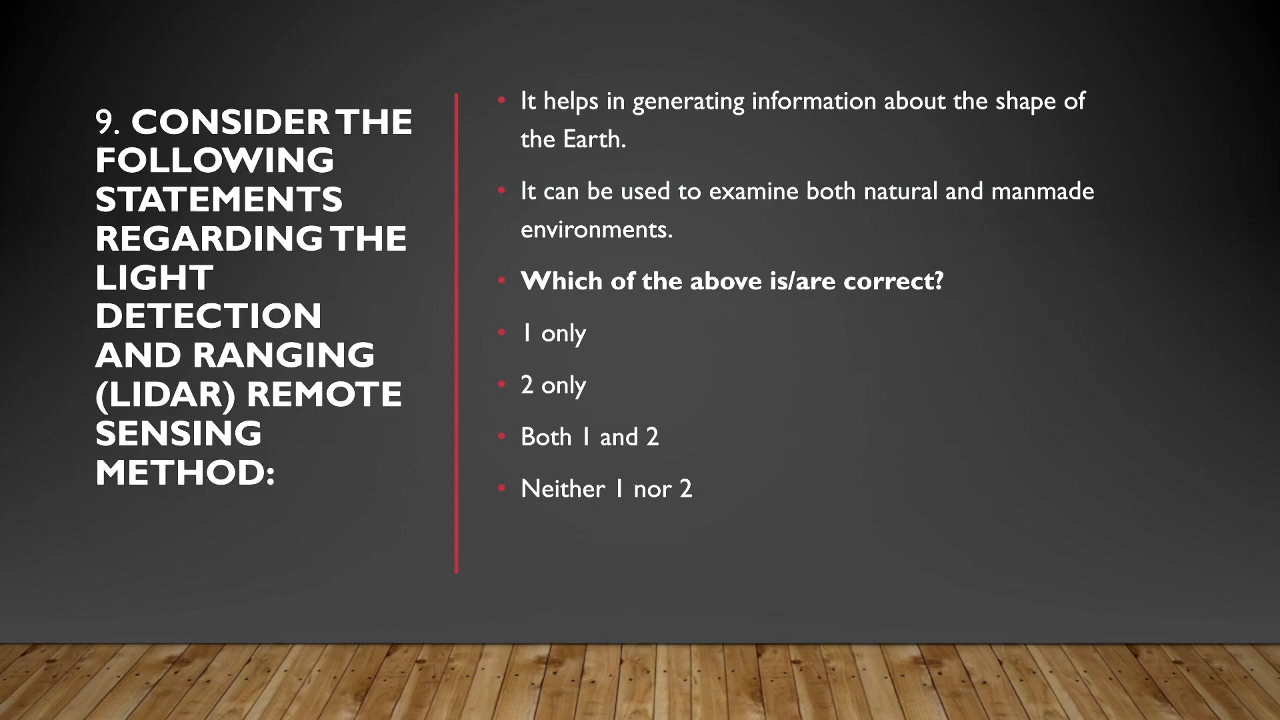 9. CONSIDER THE
FOLLOWING
STATEMENTS
REGARDING THE
LIGHT
DETECTION
AND RANGING
(LIDAR) REMOTE
SENSING
METHOD:
• It helps in generating information about the shape of
the Earth.
• It can be used to examine both natural and manmade
environments.
• Which of the above is/are correct?
• 1 only
• 2 only
• Both 1 and 2
• Neither 1 nor 2